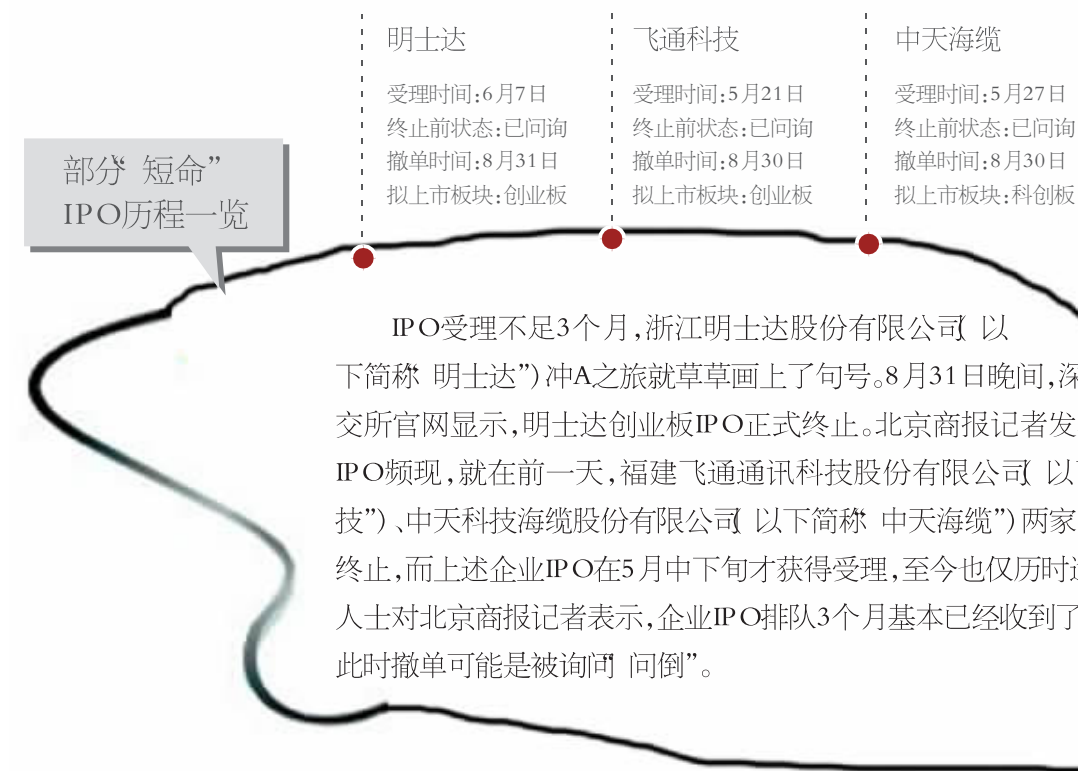 明士达
受理时间:6月7日
终止前状态:已问询
撤单时间:8月31日
拟上市板块:创业板
飞通科技
受理时间:5月21日
终止前状态:已问询
撤单时间:8月30日
拟上市板块:创业板
中天海缆
受理时间:5月27日
终止前状态:已问询
撤单时间:8月30日
拟上市板块:科创板
部分“短命”
IPO历程一览
IPO受理不足3个月,浙江明士达股份有限公司(以
下简称“明士达”)冲A之旅就草草画上了句号。8月31日晚间,深
交所官网显示,明士达创业板IPO正式终止。北京商报记者发
IPO频现,就在前一天,福建飞通通讯科技股份有限公司(以
技”)、中天科技海缆股份有限公司(以下简称“中天海缆”)两家
终止,而上述企业IPO在5月中下旬才获得受理,至今也仅历时
人士对北京商报记者表示,企业IPO排队3个月基本已经收到了
此时撤单可能是被询问“问倒”。